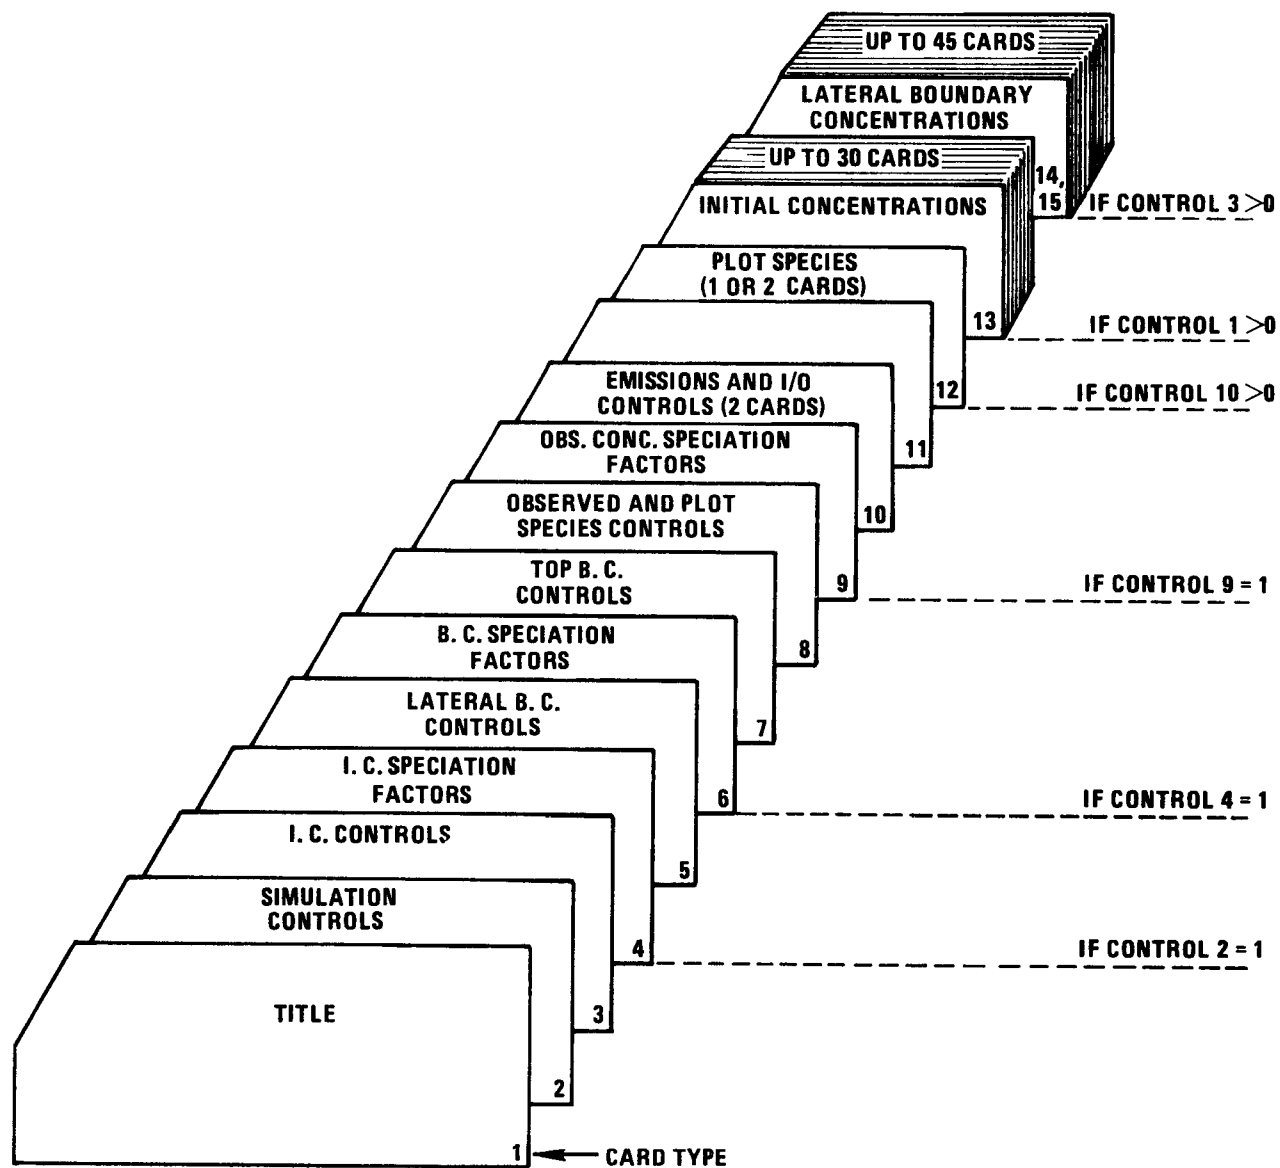 UP TO 45 CARDS
LATERAL BOUNDARY
CONCENTRATIONS
UP TO 30 CARDS
14,
15
IF CONTROL 3 >0
INITIAL CONCENTRATIONS
PLOT SPECIES
(1 OR 2 CARDS)
13
IF CONTROL 1 >0
12
IF CONTROL 10 >0
EMISSIONS AND I/O
CONTROLS (2 CARDS)
11
OBS. CONC. SPECIATION
FACTORS
10
OBSERVED AND PLOT
SPECIES CONTROLS
9
IF CONTROL 9 = 1
TOP B. C.
CONTROLS
8
B. C. SPECIATION
FACTORS
7
LATERAL B. C.
CONTROLS
6
IF CONTROL 4 = 1
I. C. SPECIATION
FACTORS
5
I. C. CONTROLS
4
IF CONTROL 2 = 1
SIMULATION
CONTROLS
3
TITLE
2
1
CARD TYPE